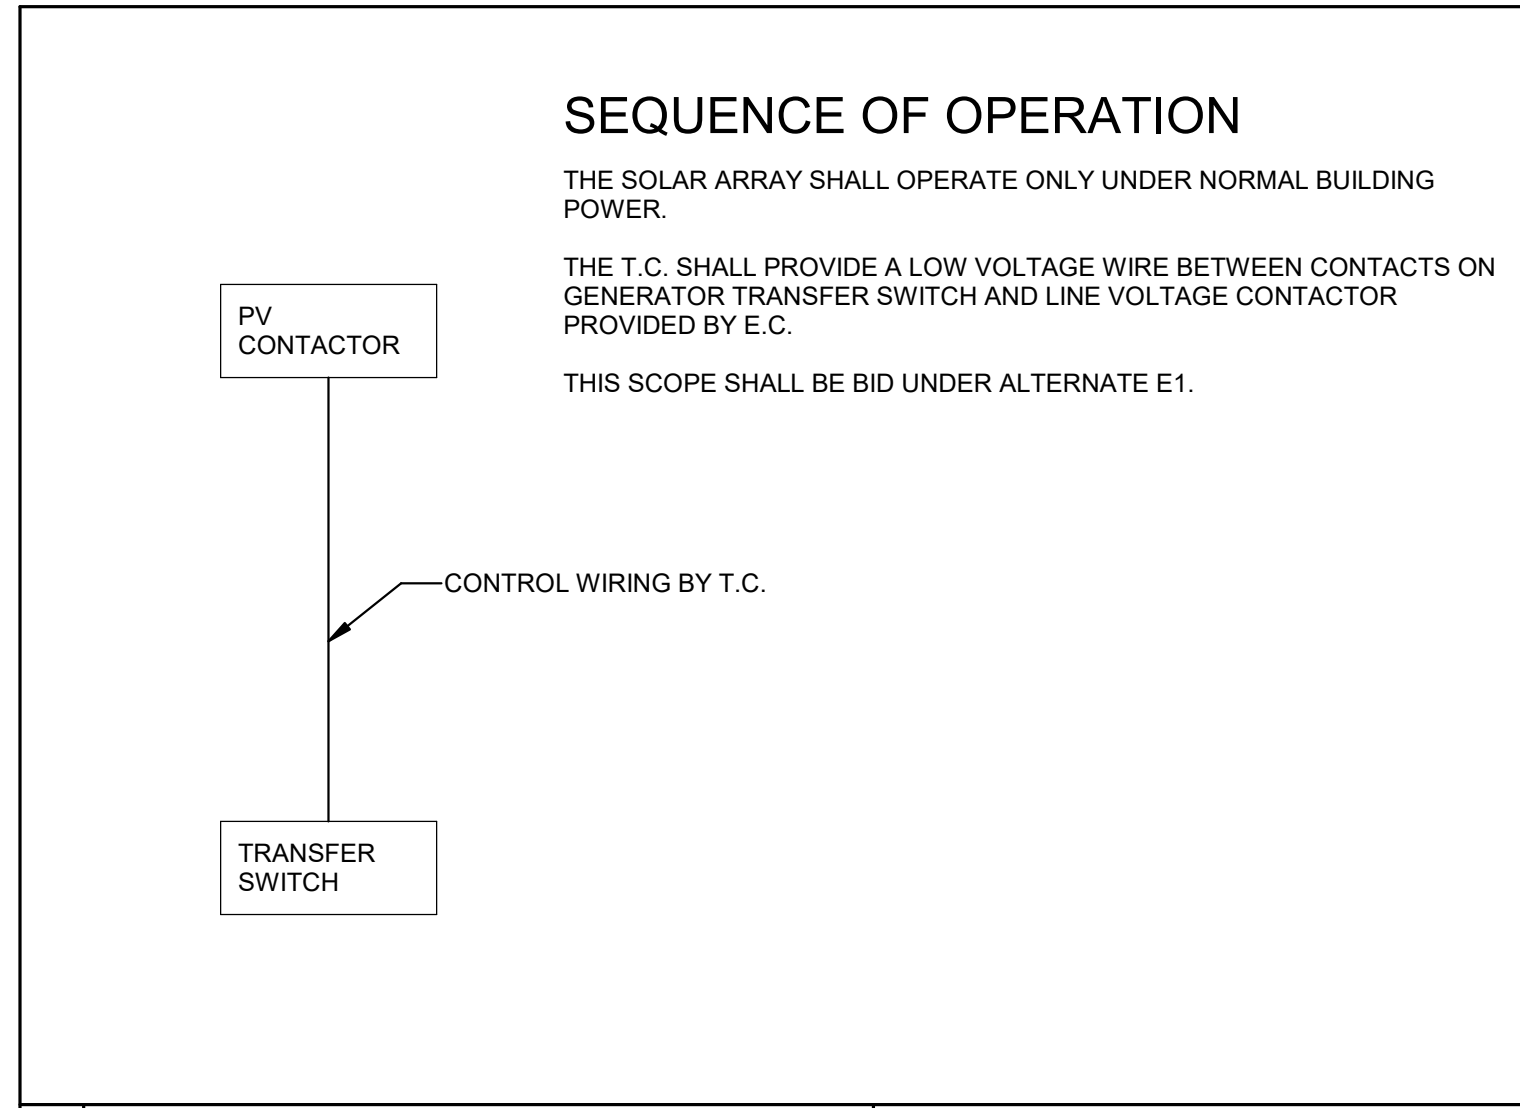 SEQUENCE OF OPERATION
THE SOLAR ARRAY SHALL OPERATE ONLY UNDER NORMAL BUILDING
POWER.
THE T.C. SHALL PROVIDE A LOW VOLTAGE WIRE BETWEEN CONTACTS ON
GENERATOR TRANSFER SWITCH AND LINE VOLTAGE CONTACTOR
PROVIDED BY E.C.
THIS SCOPE SHALL BE BID UNDER ALTERNATE E1.
PV
CONTACTOR
CONTROL WIRING BY T.C.
TRANSFER
SWITCH